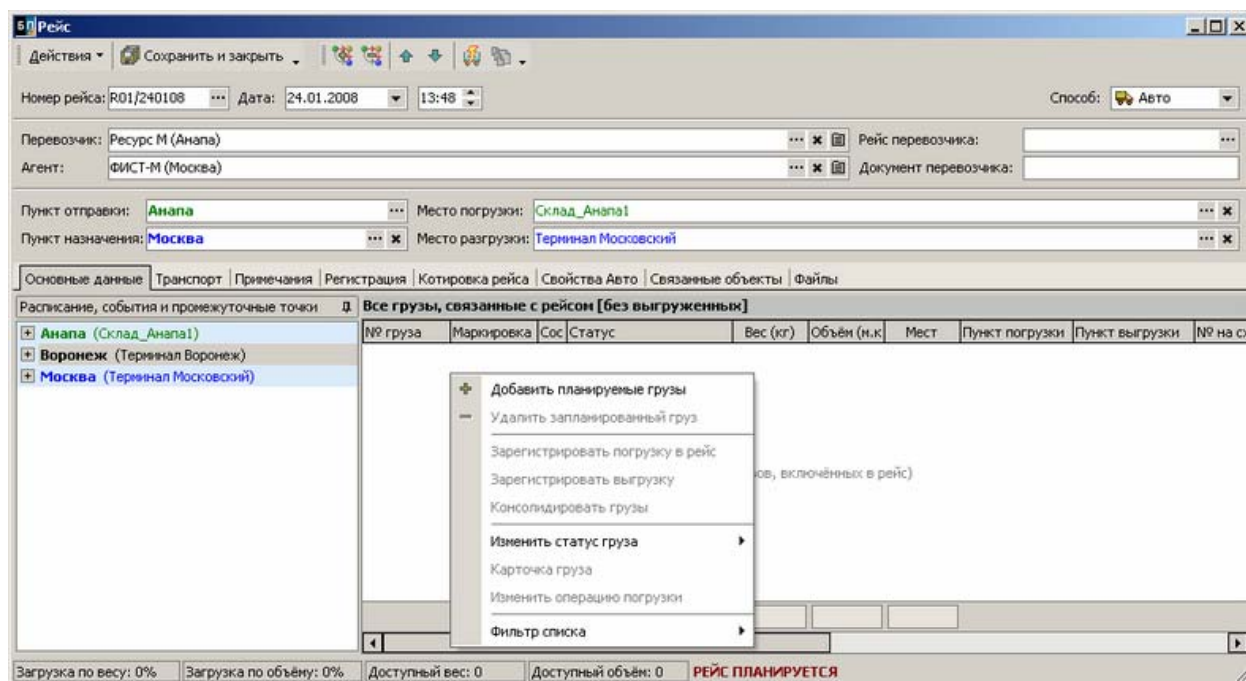 БП Рейс
Действия Сохранить и закрыть
Номер рейса: R01/240108 ... Дата: 24.01.2008 13:48 Способ: Авто
Перевозчик: Ресурс М (Анапа) ... Рейс перевозчика: ...
Агент: ФИСТ-М (Москва) ... Документ перевозчика:
Пункт отправки: Анапа ... Место погрузки: Склад_Анапа1 ...
Пункт назначения: Москва ... Место разгрузки: Терминал Московский ...
Основные данные Транспорт Примечания Регистрация Котировка рейса Свойства Авто Связанные объекты Файлы
Расписание, события и промежуточные точки Все грузы, связанные с рейсом [без выгруженных]
№ груза Маркировка Сос Статус Вес (кг) Объём (м.к Мест Пункт погрузки Пункт выгрузки № на
Анапа (Склад_Анапа1)
Воронеж (Терминал Воронеж)
Москва (Терминал Московский)
Добавить планируемые грузы
Удалить запланированный груз
Зарегистрировать погрузку в рейс
ов, включённых в рейс)
Зарегистрировать выгрузку
Консолидировать грузы
Изменить статус груза
Карточка груза
Изменить операцию погрузки
Фильтр списка
Загрузка по весу: 0% Загрузка по объёму: 0% Доступный вес: 0 Доступный объём: 0 РЕЙС ПЛАНИРУЕТСЯ